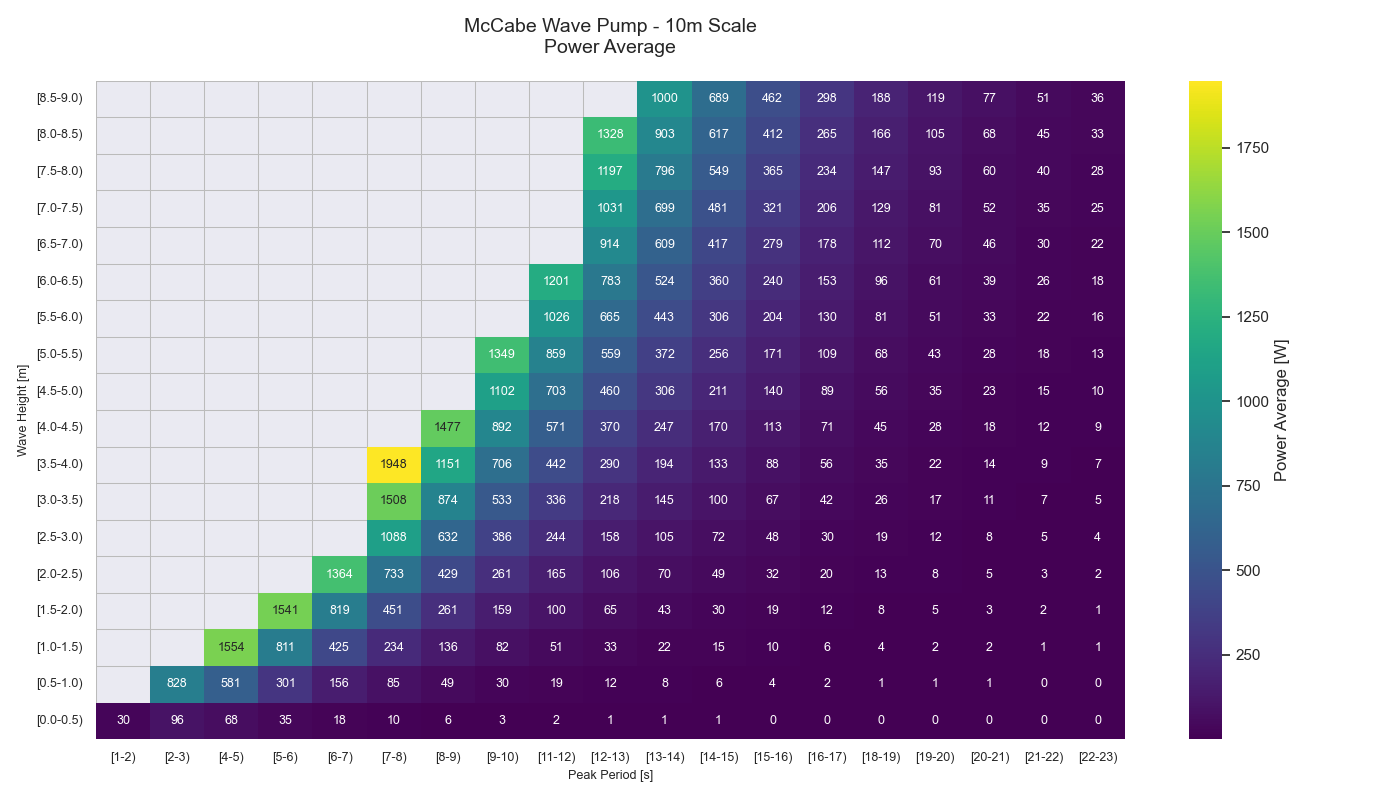 McCabe Wave Pump - 10m Scale
Power Average
[8.5-9.0) 1000 689 462 298 188 119 77 51 36
[8.0-8.5) 1328 903 617 412 265 166 105 68 45 33
[7.5-8.0) 1197 796 549 365 234 147 93 60 40 28
[7.0-7.5) 1031 699 481 321 206 129 81 52 35 25
[6.5-7.0) 914 609 417 279 178 112 70 46 30 22
[6.0-6.5) 1201 783 524 360 240 153 96 61 39 26 18
[5.5-6.0) 1026 665 443 306 204 130 81 51 33 22 16
[5.0-5.5) 1349 859 559 372 256 171 109 68 43 28 18 13
[4.5-5.0) 1102 703 460 306 211 140 89 56 35 23 15 10
[4.0-4.5) 1477 892 571 370 247 170 113 71 45 28 18 12 9
[3.5-4.0) 1948 1151 706 442 290 194 133 88 56 35 22 14 9 7
[3.0-3.5) 1508 874 533 336 218 145 100 67 42 26 17 11 7 5
[2.5-3.0) 1088 632 386 244 158 105 72 48 30 19 12 8 5 4
[2.0-2.5) 1364 733 429 261 165 106 70 49 32 20 13 8 5 3 2
[1.5-2.0) 1541 819 451 261 159 100 65 43 30 19 12 8 5 3 2 1
[1.0-1.5) 1554 811 425 234 136 82 51 33 22 15 10 6 4 2 2 1 1
[0.5-1.0) 828 581 301 156 85 49 30 19 12 8 6 4 2 1 1 1 0 0
[0.0-0.5) 30 96 68 35 18 10 6 3 2 1 1 1 0 0 0 0 0 0 0
[1-2) [2-3) [4-5) [5-6) [6-7) [7-8) [8-9) [9-10) [11-12) [12-13) [13-14) [14-15) [15-16) [16-17) [18-19) [19-20) [20-21) [21-22) [22-23)
Peak Period [s]
Wave Height [m]
1750
1500
1250
1000
750
500
250
Power Average [W]